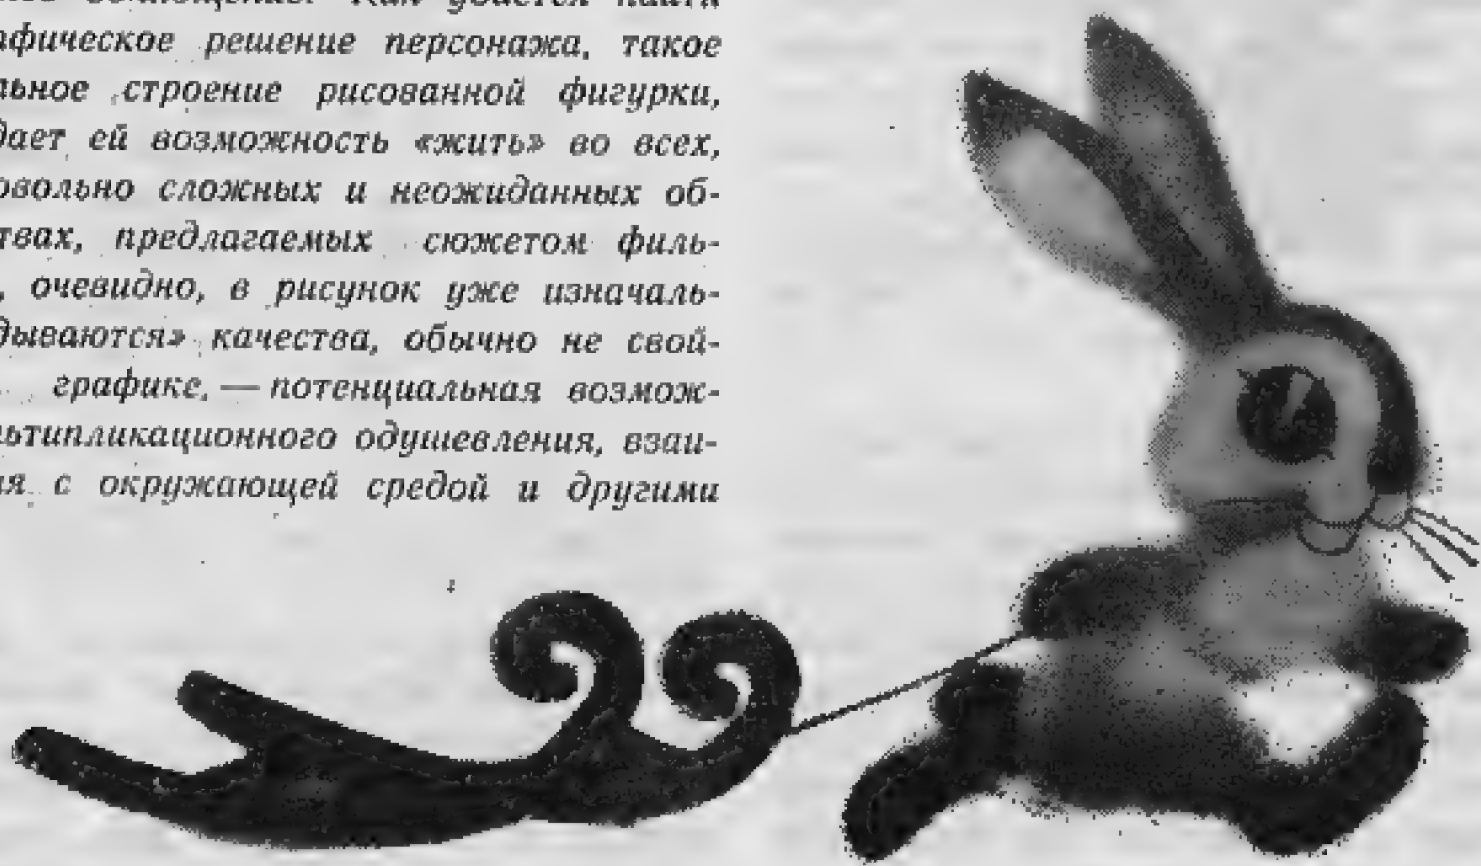 афическое решение персонажа, такое
льное строение рисованной фигурки,
дает ей возможность «жить» во всех,
овольно сложных и неожиданных об-
твах, предлагаемых сюжетом филь-
, очевидно, в рисунок уже изначаль-
дываются» качества, обычно не свой-
графике, — потенциальная возмож-
льтипликационного одушевления, взаи-
ия с окружающей средой и другими